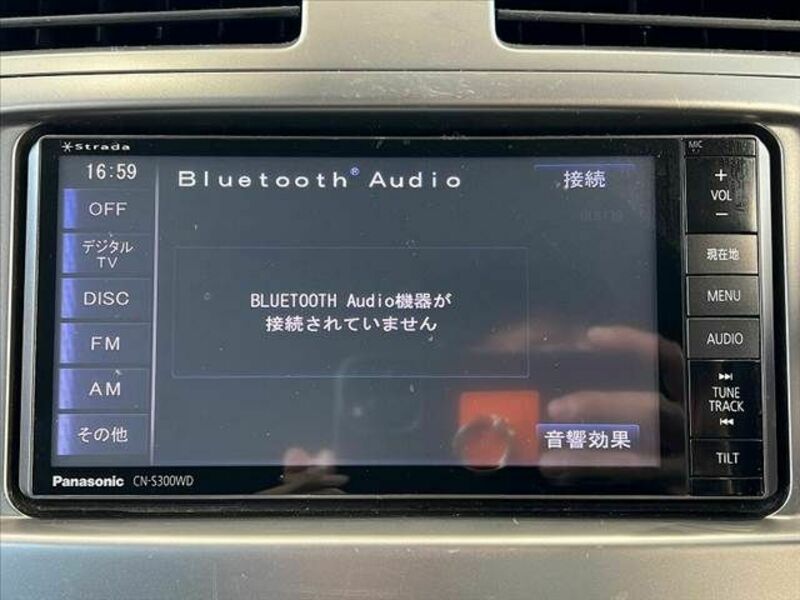 Strada
MIC
16:59
Bluetooth® Audio
接続
OFF
デジタル
TV
DISC
FM
AM
その他
BLUETOOTH Audio機器が
接続されていません
音響効果
+
VOL
−
現在地
MENU
AUDIO
TUNE
TRACK
TILT
Panasonic CN-S300WD